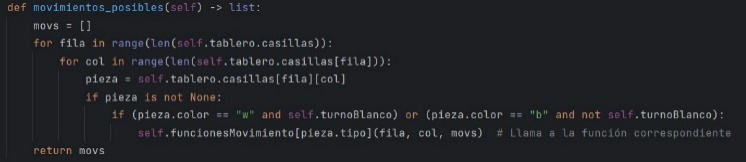 def movimientos_posibles(self) -> list:
    movs = []
    for fila in range(len(self.tablero.casillas)):
        for col in range(len(self.tablero.casillas[fila])):
            pieza = self.tablero.casillas[fila][col]
            if pieza is not None:
                if (pieza.color == "w" and self.turnoBlanco) or (pieza.color == "b" and not self.turnoBlanco):
                    self.funcionesMovimiento[pieza.tipo](fila, col, movs)  # Llama a la función correspondiente
    return movs